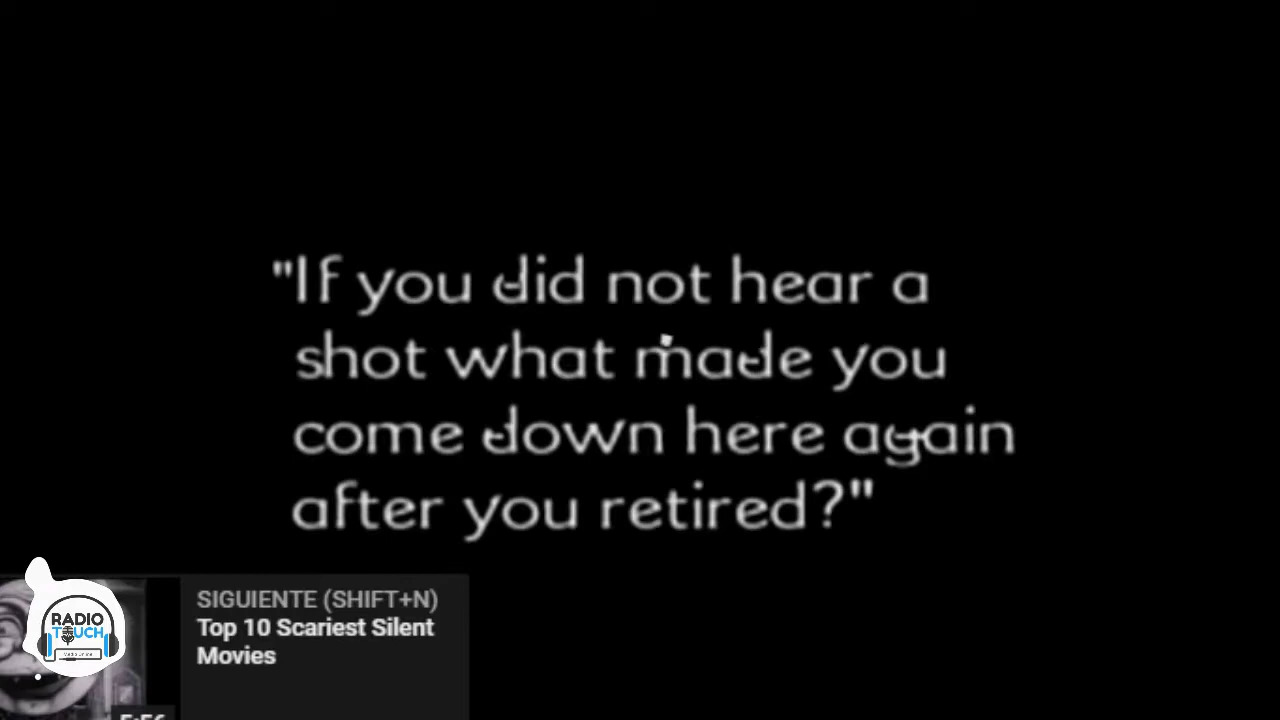 "If you did not hear a
shot what made you
come down here again
after you retired?"
SIGUIENTE (SHIFT+N)
Top 10 Scariest Silent
Movies
RADIO
TOUCH